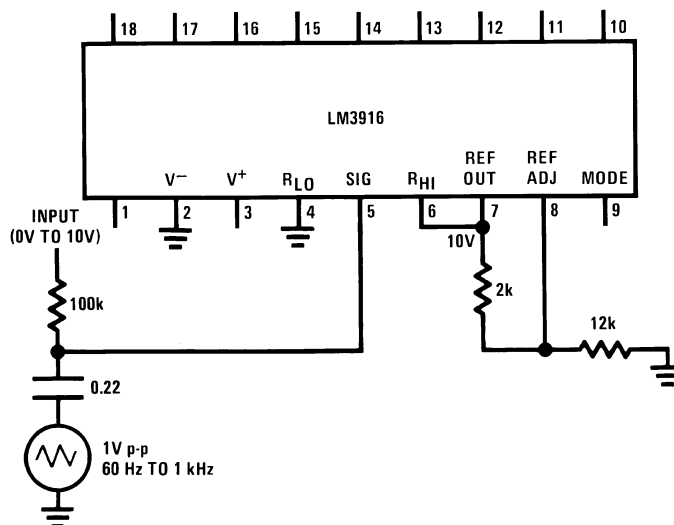 18 17 16 15 14 13 12 11 10
LM3916
V− V+ RLO SIG RHI REF OUT REF ADJ MODE
1 2 3 4 5 6 7 8 9
INPUT
(0V TO 10V)
10V
100k
2k
12k
0.22
1V p-p
60 Hz TO 1 kHz